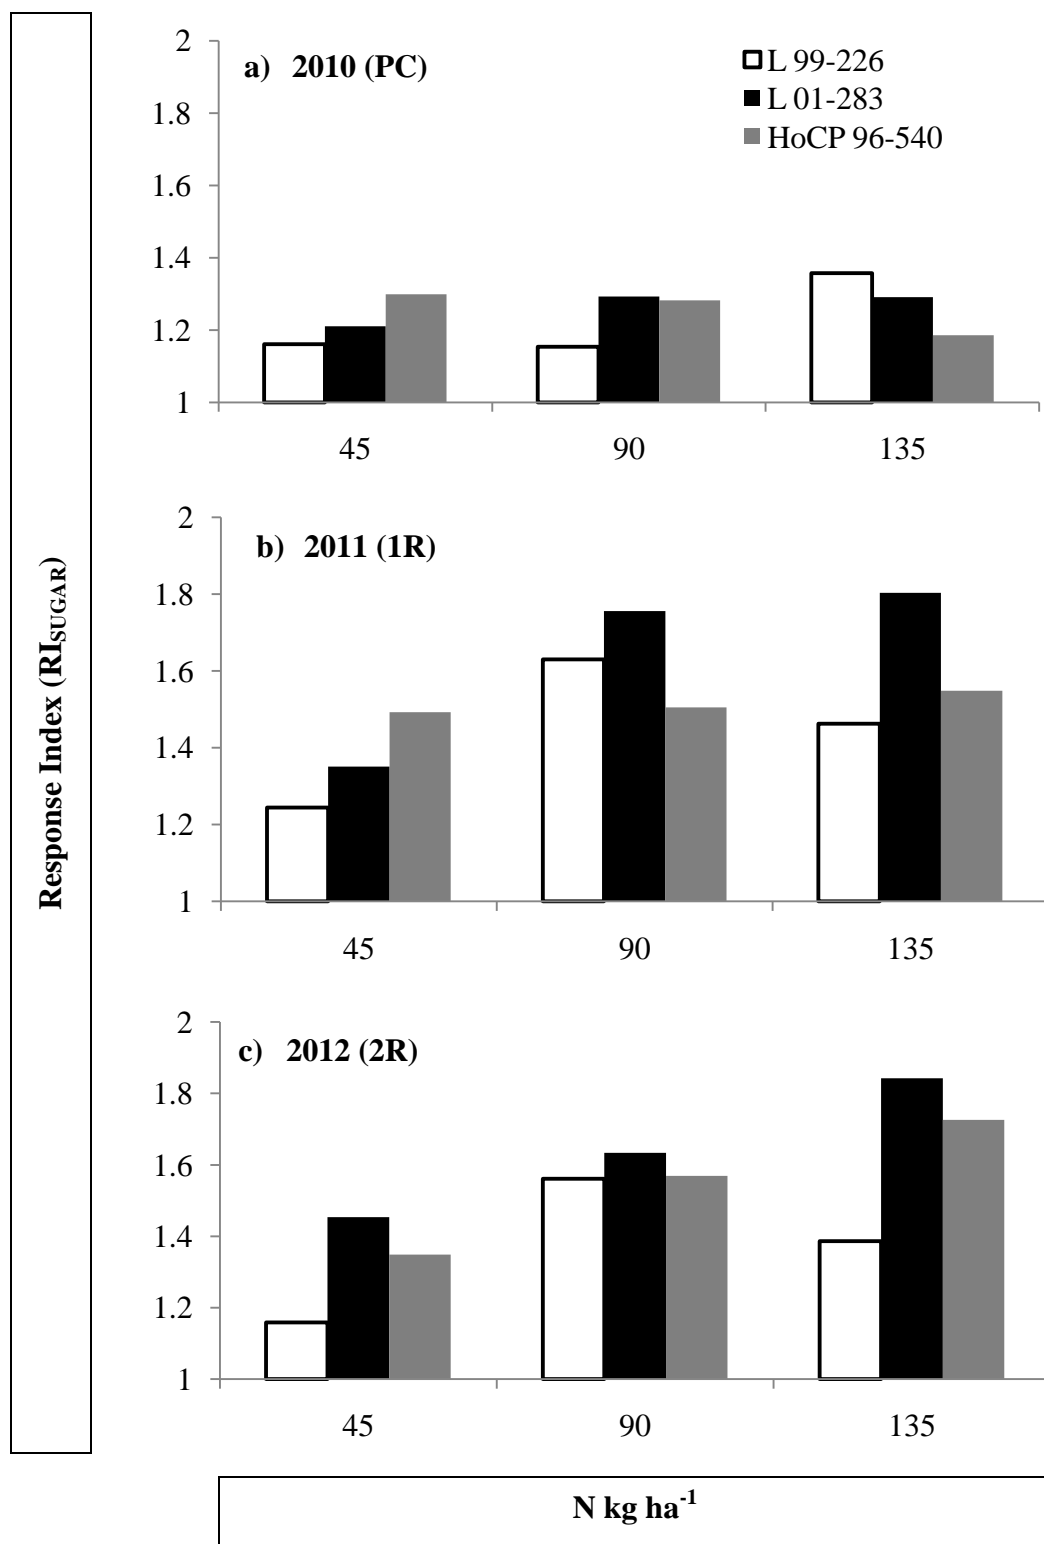 Response Index (RISUGAR)
a) 2010 (PC)
L 99-226
L 01-283
HoCP 96-540
2
1.8
1.6
1.4
1.2
1
45 90 135
b) 2011 (1R)
2
1.8
1.6
1.4
1.2
1
45 90 135
c) 2012 (2R)
2
1.8
1.6
1.4
1.2
1
45 90 135
N kg ha-1